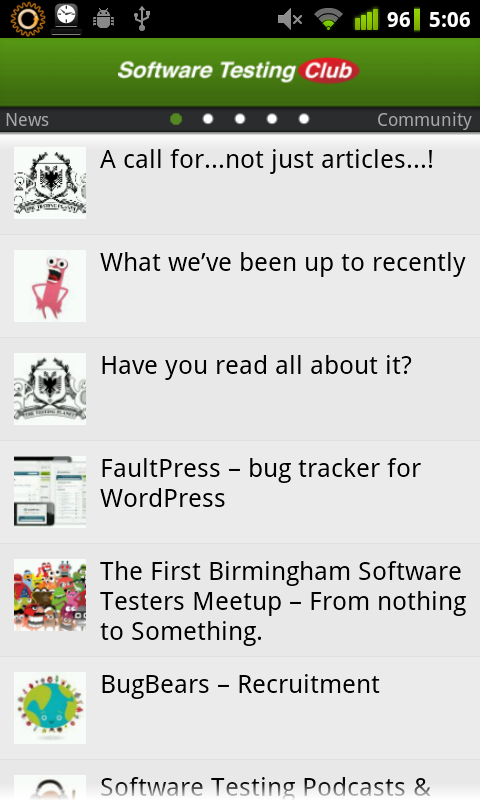 96 5:06
Software Testing Club
News Community
A call for...not just articles...!
What we’ve been up to recently
Have you read all about it?
FaultPress – bug tracker for
WordPress
The First Birmingham Software
Testers Meetup – From nothing
to Something.
BugBears – Recruitment
Software Testing Podcasts &